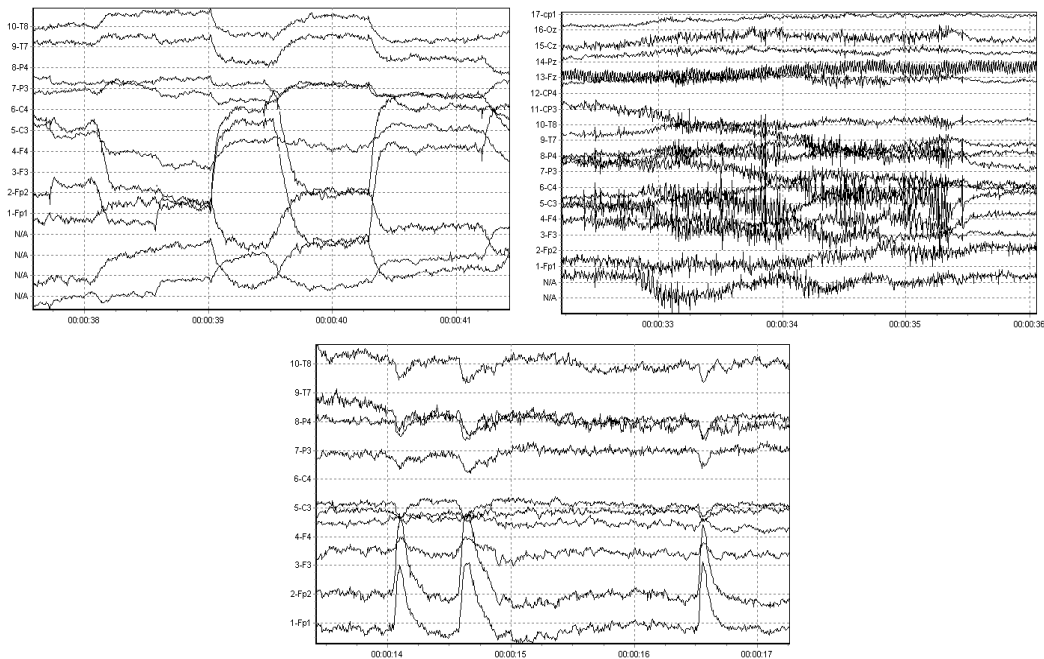 10-T8
9-T7
8-P4
7-P3
6-C4
5-C3
4-F4
3-F3
2-Fp2
1-Fp1
N/A
N/A
N/A
N/A
00:00:38 00:00:39 00:00:40 00:00:41
17-cp1
16-Oz
15-Cz
14-Pz
13-Fz
12-CP4
11-CP3
10-T8
9-T7
8-P4
7-P3
6-C4
5-C3
4-F4
3-F3
2-Fp2
1-Fp1
N/A
N/A
00:00:33 00:00:34 00:00:35 00:00:36
10-T8
9-T7
8-P4
7-P3
6-C4
5-C3
4-F4
3-F3
2-Fp2
1-Fp1
00:00:14 00:00:15 00:00:16 00:00:17